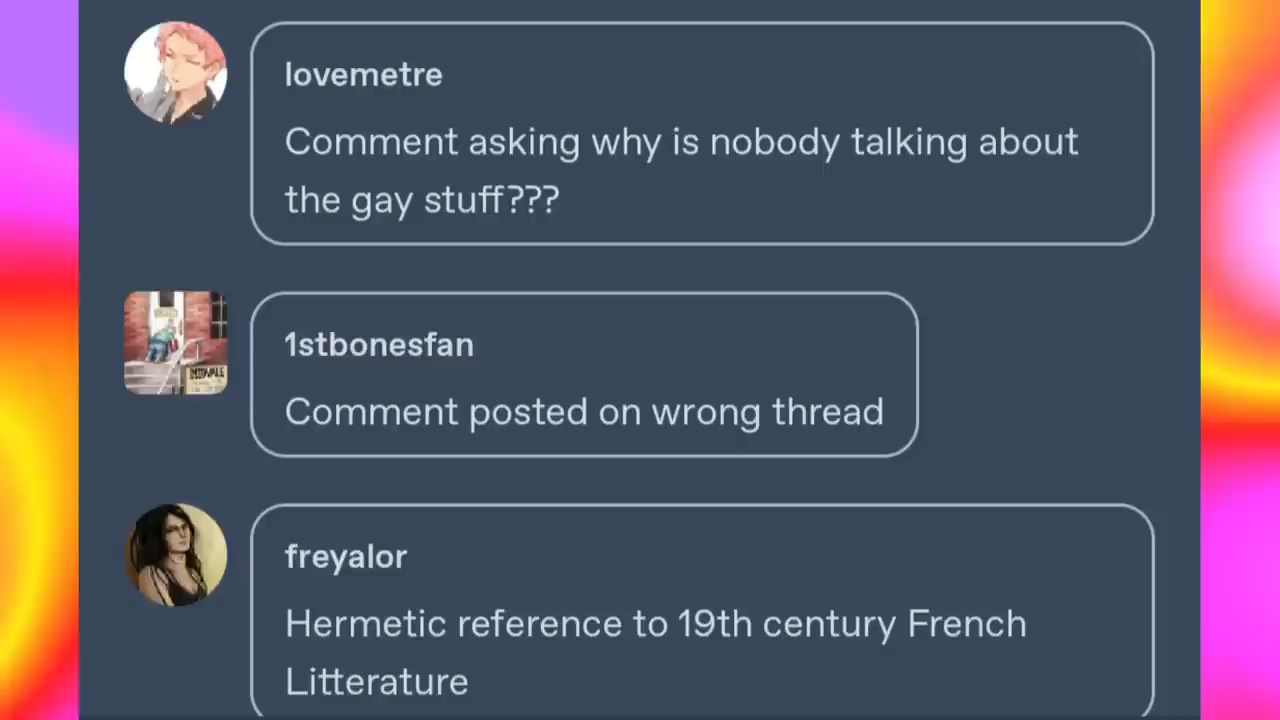 lovemetre
Comment asking why is nobody talking about
the gay stuff???
MIDVALE
1stbonesfan
Comment posted on wrong thread
freyalor
Hermetic reference to 19th century French
Litterature